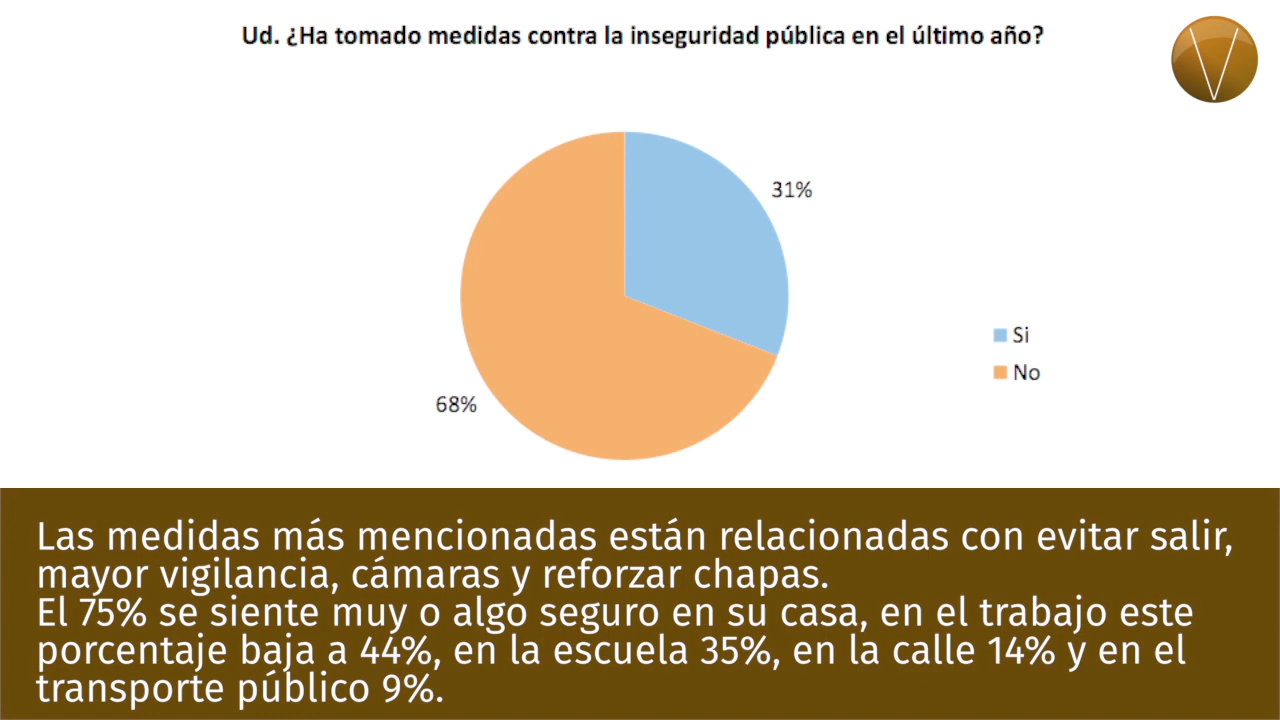 Ud. ¿Ha tomado medidas contra la inseguridad pública en el último año?
31%
Si
No
68%
Las medidas más mencionadas están relacionadas con evitar salir,
mayor vigilancia, cámaras y reforzar chapas.
El 75% se siente muy o algo seguro en su casa, en el trabajo este
porcentaje baja a 44%, en la escuela 35%, en la calle 14% y en el
transporte público 9%.